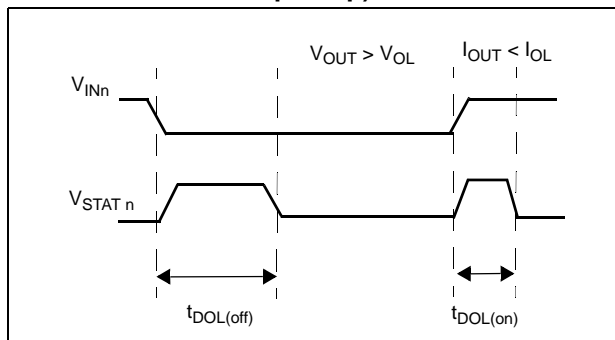 V_OUT > V_OL I_OUT < I_OL
V_INn
V_STAT n
t_DOL(off) t_DOL(on)